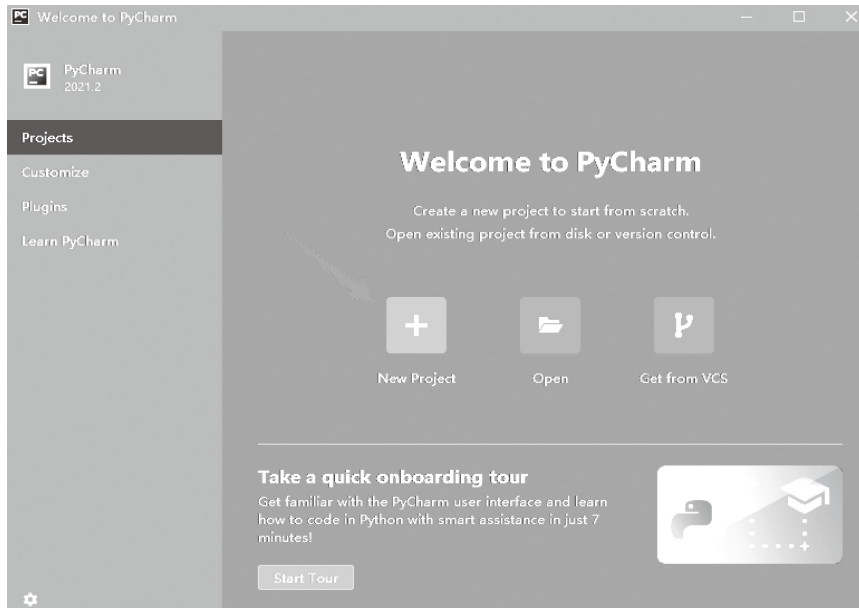 PC Welcome to PyCharm
PC PyCharm
2021.2
Projects
Customize
Plugins
Learn PyCharm
Welcome to PyCharm
Create a new project to start from scratch.
Open existing project from disk or version control.
New Project
Open
Get from VCS
Take a quick onboarding tour
Get familiar with the PyCharm user interface and learn
how to code in Python with smart assistance in just 7
minutes!
Start Tour